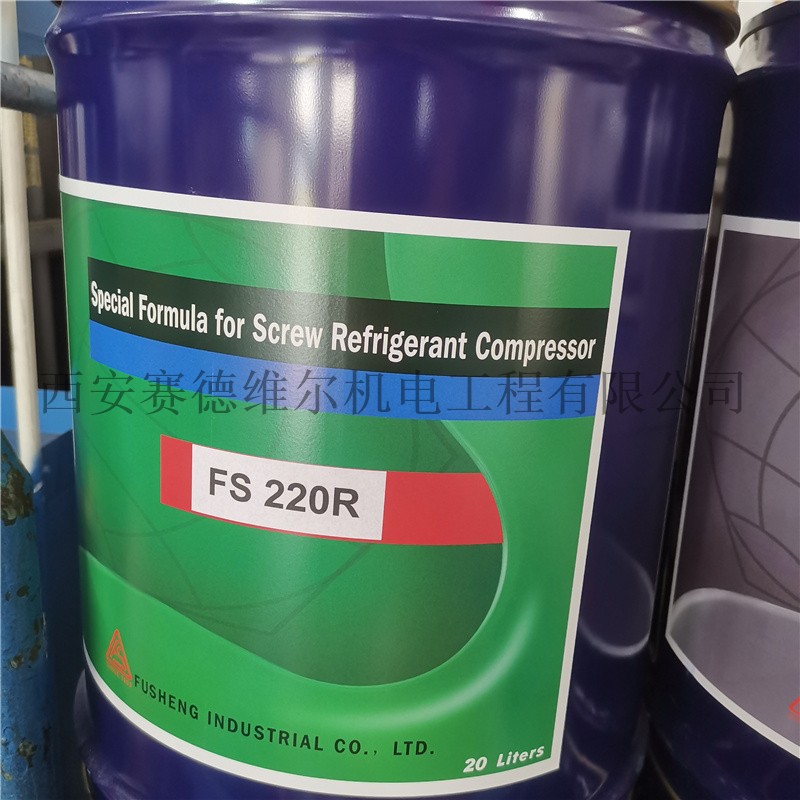 Special Formula for Screw Refrigerant Compressor
西安赛德维尔机电工程有限公司
FS 220R
FUSHENG INDUSTRIAL CO., LTD.
20 Liters